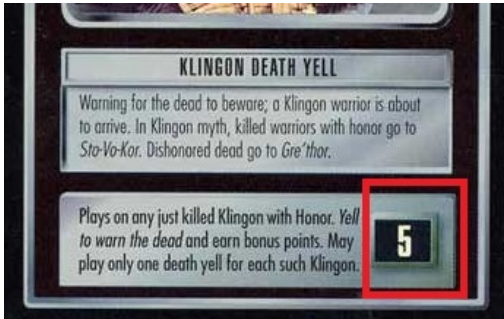 KLINGON DEATH YELL
Warning for the dead to beware; a Klingon warrior is about
to arrive. In Klingon myth, killed warriors with honor go to
Sto-Vo-Kor. Dishonored dead go to Gre'thor.
Plays on any just killed Klingon with Honor. Yell
to warn the dead and earn bonus points. May
play only one death yell for each such Klingon.
5